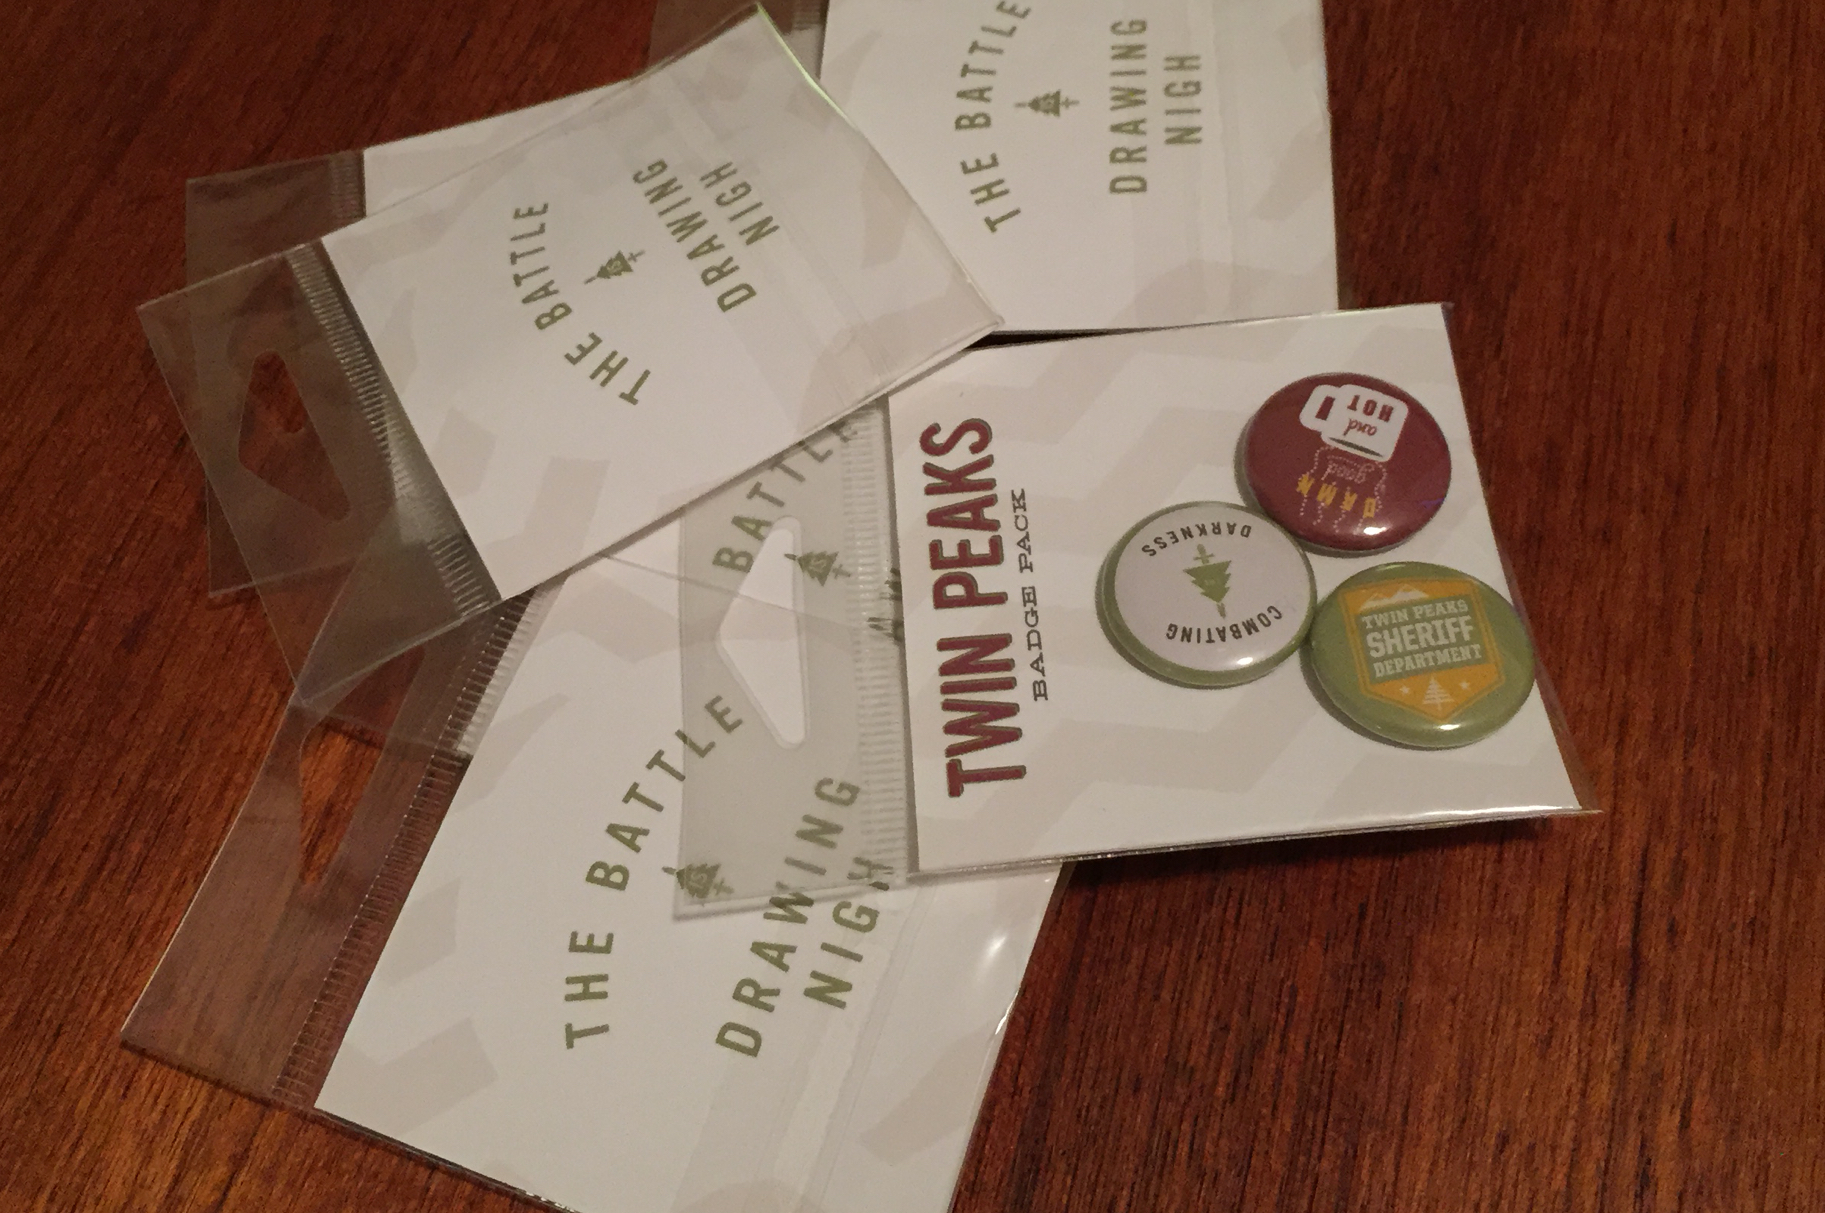 THE BATTLE
DRAWING
NIGH
THE BATTLE
DRAWING
NIGH
TWIN PEAKS
BADGE PACK
DAMN
good
and
HOT
COMBATING
DARKNESS
TWIN PEAKS
SHERIFF
DEPARTMENT
BATTLE
THE BATTLE
DRAWING
NIGH